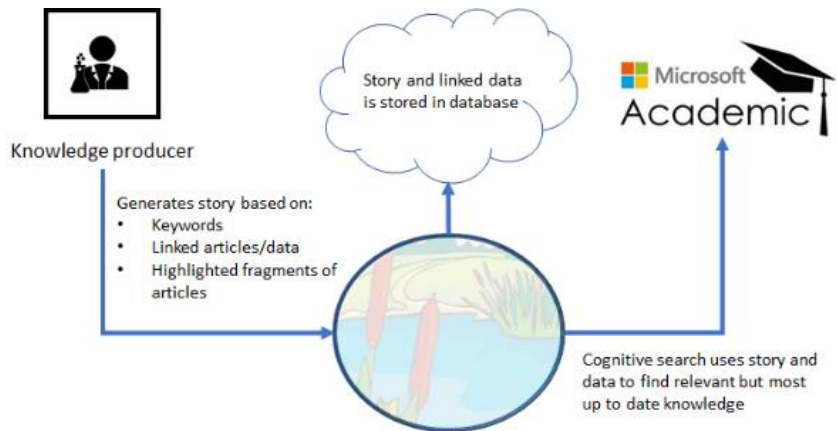 Knowledge producer
Generates story based on:
• Keywords
• Linked articles/data
• Highlighted fragments of
articles
Story and linked data
is stored in database
Microsoft
Academic
Cognitive search uses story and
data to find relevant but most
up to date knowledge